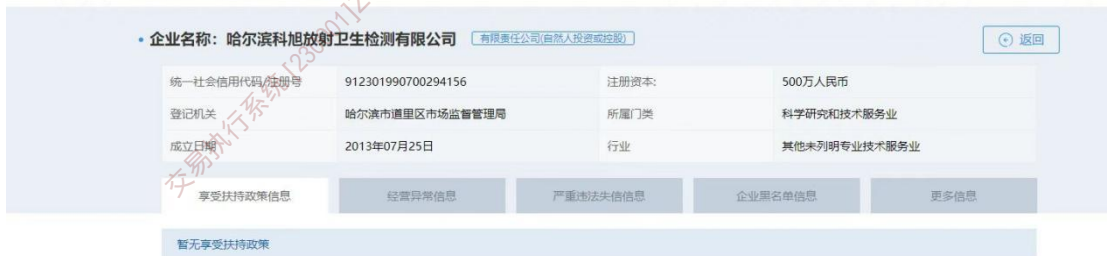 企业名称：哈尔滨科旭放射卫生检测有限公司 有限责任公司(自然人投资或控股) 返回
统一社会信用代码/注册号 912301990700294156 注册资本: 500万人民币
登记机关 哈尔滨市道里区市场监督管理局 所属门类 科学研究和技术服务业
成立日期 2013年07月25日 行业 其他未列明专业技术服务业
享受扶持政策信息 经营异常信息 严重违法失信信息 企业黑名单信息 更多信息
暂无享受扶持政策
交易执行系统[230001]2